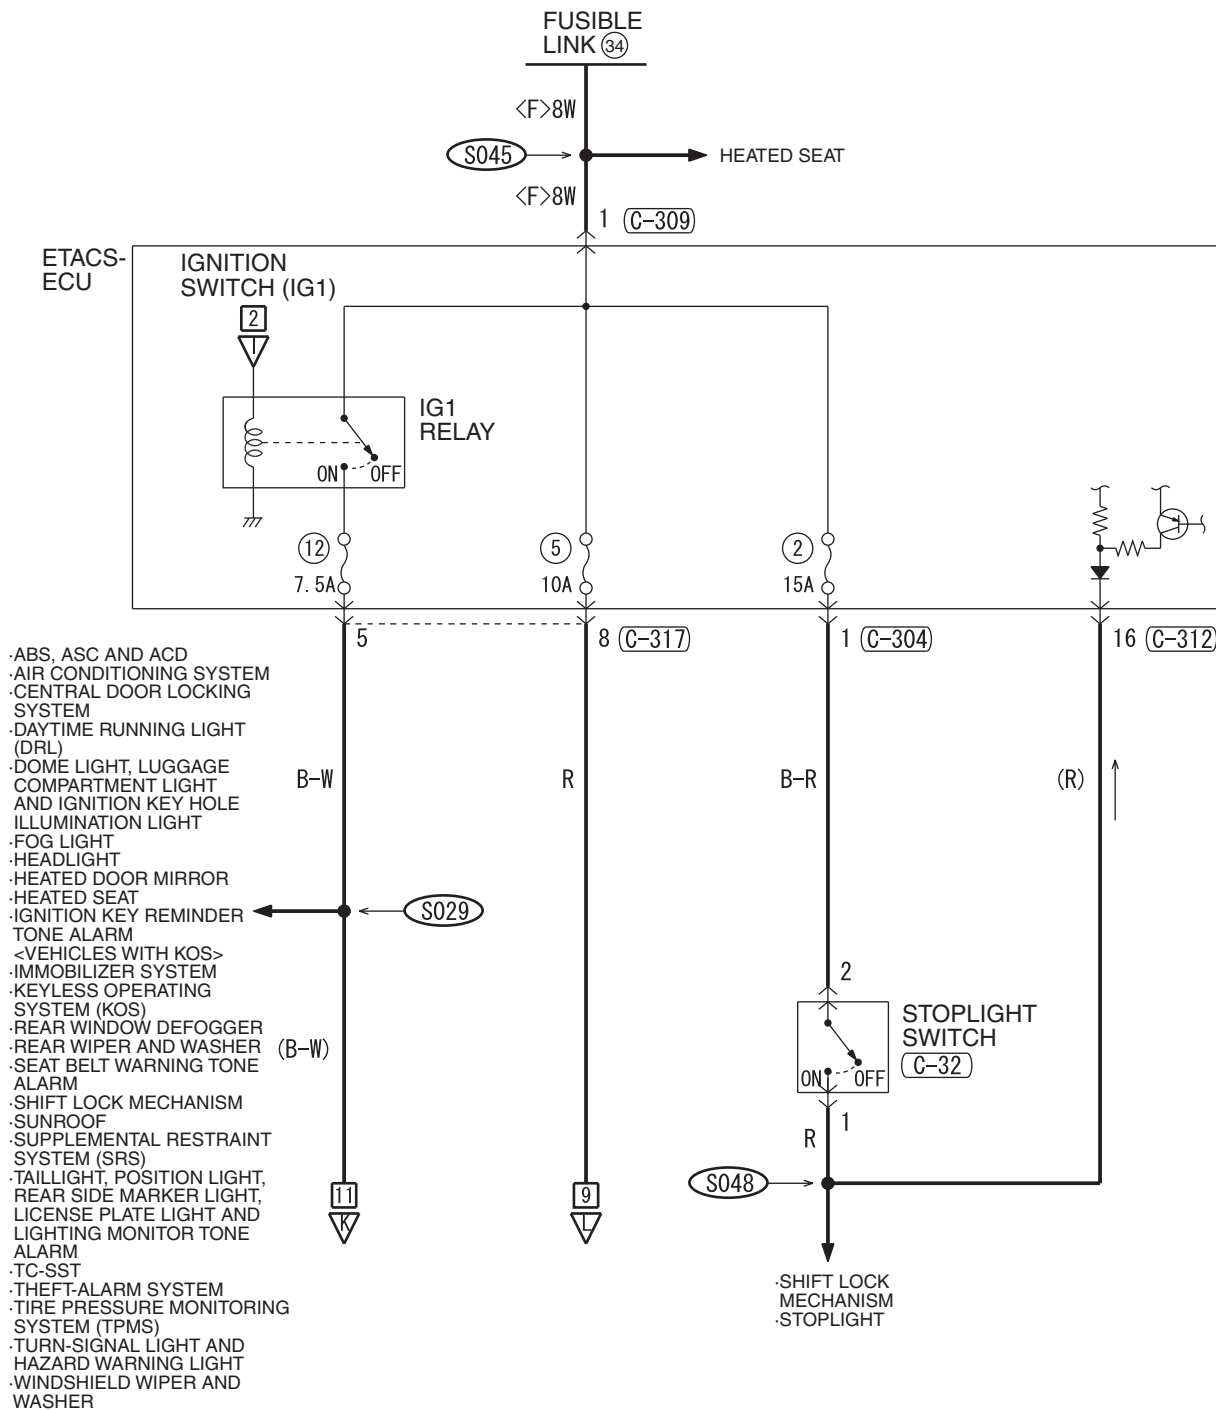 FUSIBLE
LINK 34
<F>8W
S045
HEATED SEAT
<F>8W
1 C-309
ETACS-
ECU
IGNITION
SWITCH (IG1)
2
T
IG1
RELAY
ON OFF
12
7.5A
5
10A
2
15A
5
8 C-317
1 C-304
16 C-312
·ABS, ASC AND ACD
·AIR CONDITIONING SYSTEM
·CENTRAL DOOR LOCKING
SYSTEM
·DAYTIME RUNNING LIGHT
(DRL)
·DOME LIGHT, LUGGAGE
COMPARTMENT LIGHT
AND IGNITION KEY HOLE
ILLUMINATION LIGHT
·FOG LIGHT
·HEADLIGHT
·HEATED DOOR MIRROR
·HEATED SEAT
·IGNITION KEY REMINDER
TONE ALARM
<VEHICLES WITH KOS>
·IMMOBILIZER SYSTEM
·KEYLESS OPERATING
SYSTEM (KOS)
·REAR WINDOW DEFOGGER
·REAR WIPER AND WASHER
·SEAT BELT WARNING TONE
ALARM
·SHIFT LOCK MECHANISM
·SUNROOF
·SUPPLEMENTAL RESTRAINT
SYSTEM (SRS)
·TAILLIGHT, POSITION LIGHT,
REAR SIDE MARKER LIGHT,
LICENSE PLATE LIGHT AND
LIGHTING MONITOR TONE
ALARM
·TC-SST
·THEFT-ALARM SYSTEM
·TIRE PRESSURE MONITORING
SYSTEM (TPMS)
·TURN-SIGNAL LIGHT AND
HAZARD WARNING LIGHT
·WINDSHIELD WIPER AND
WASHER
B-W
R
B-R
(R)
S029
(B-W)
2
STOPLIGHT
SWITCH
C-32
ON OFF
1
R
S048
11
K
9
L
·SHIFT LOCK
MECHANISM
·STOPLIGHT